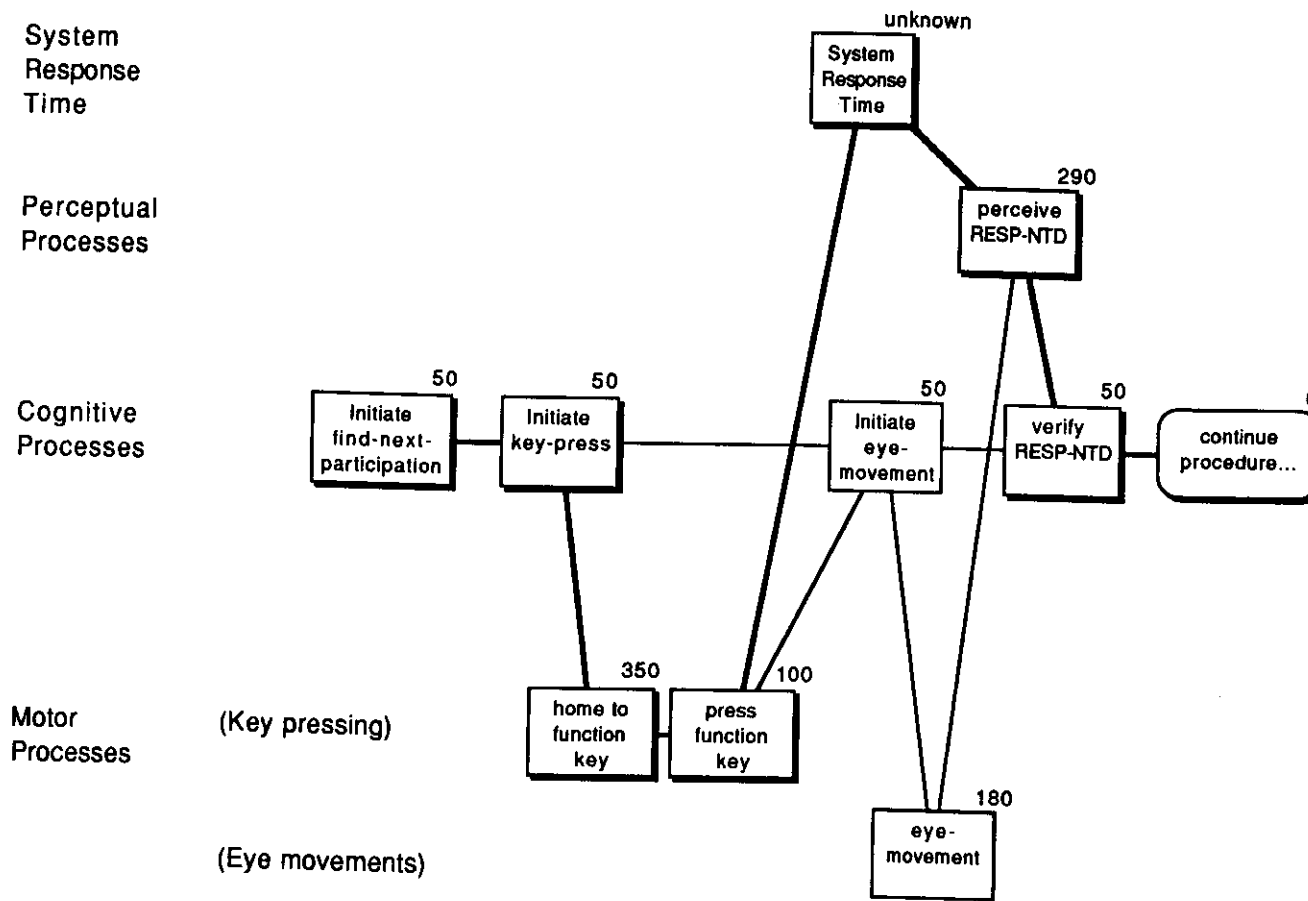 System
Response
Time
unknown
System
Response
Time
Perceptual
Processes
290
perceive
RESP-NTD
Cognitive
Processes
50
Initiate
find-next-
participation
50
Initiate
key-press
50
Initiate
eye-
movement
50
verify
RESP-NTD
continue
procedure...
Motor
Processes
(Key pressing)
350
home to
function
key
100
press
function
key
(Eye movements)
180
eye-
movement